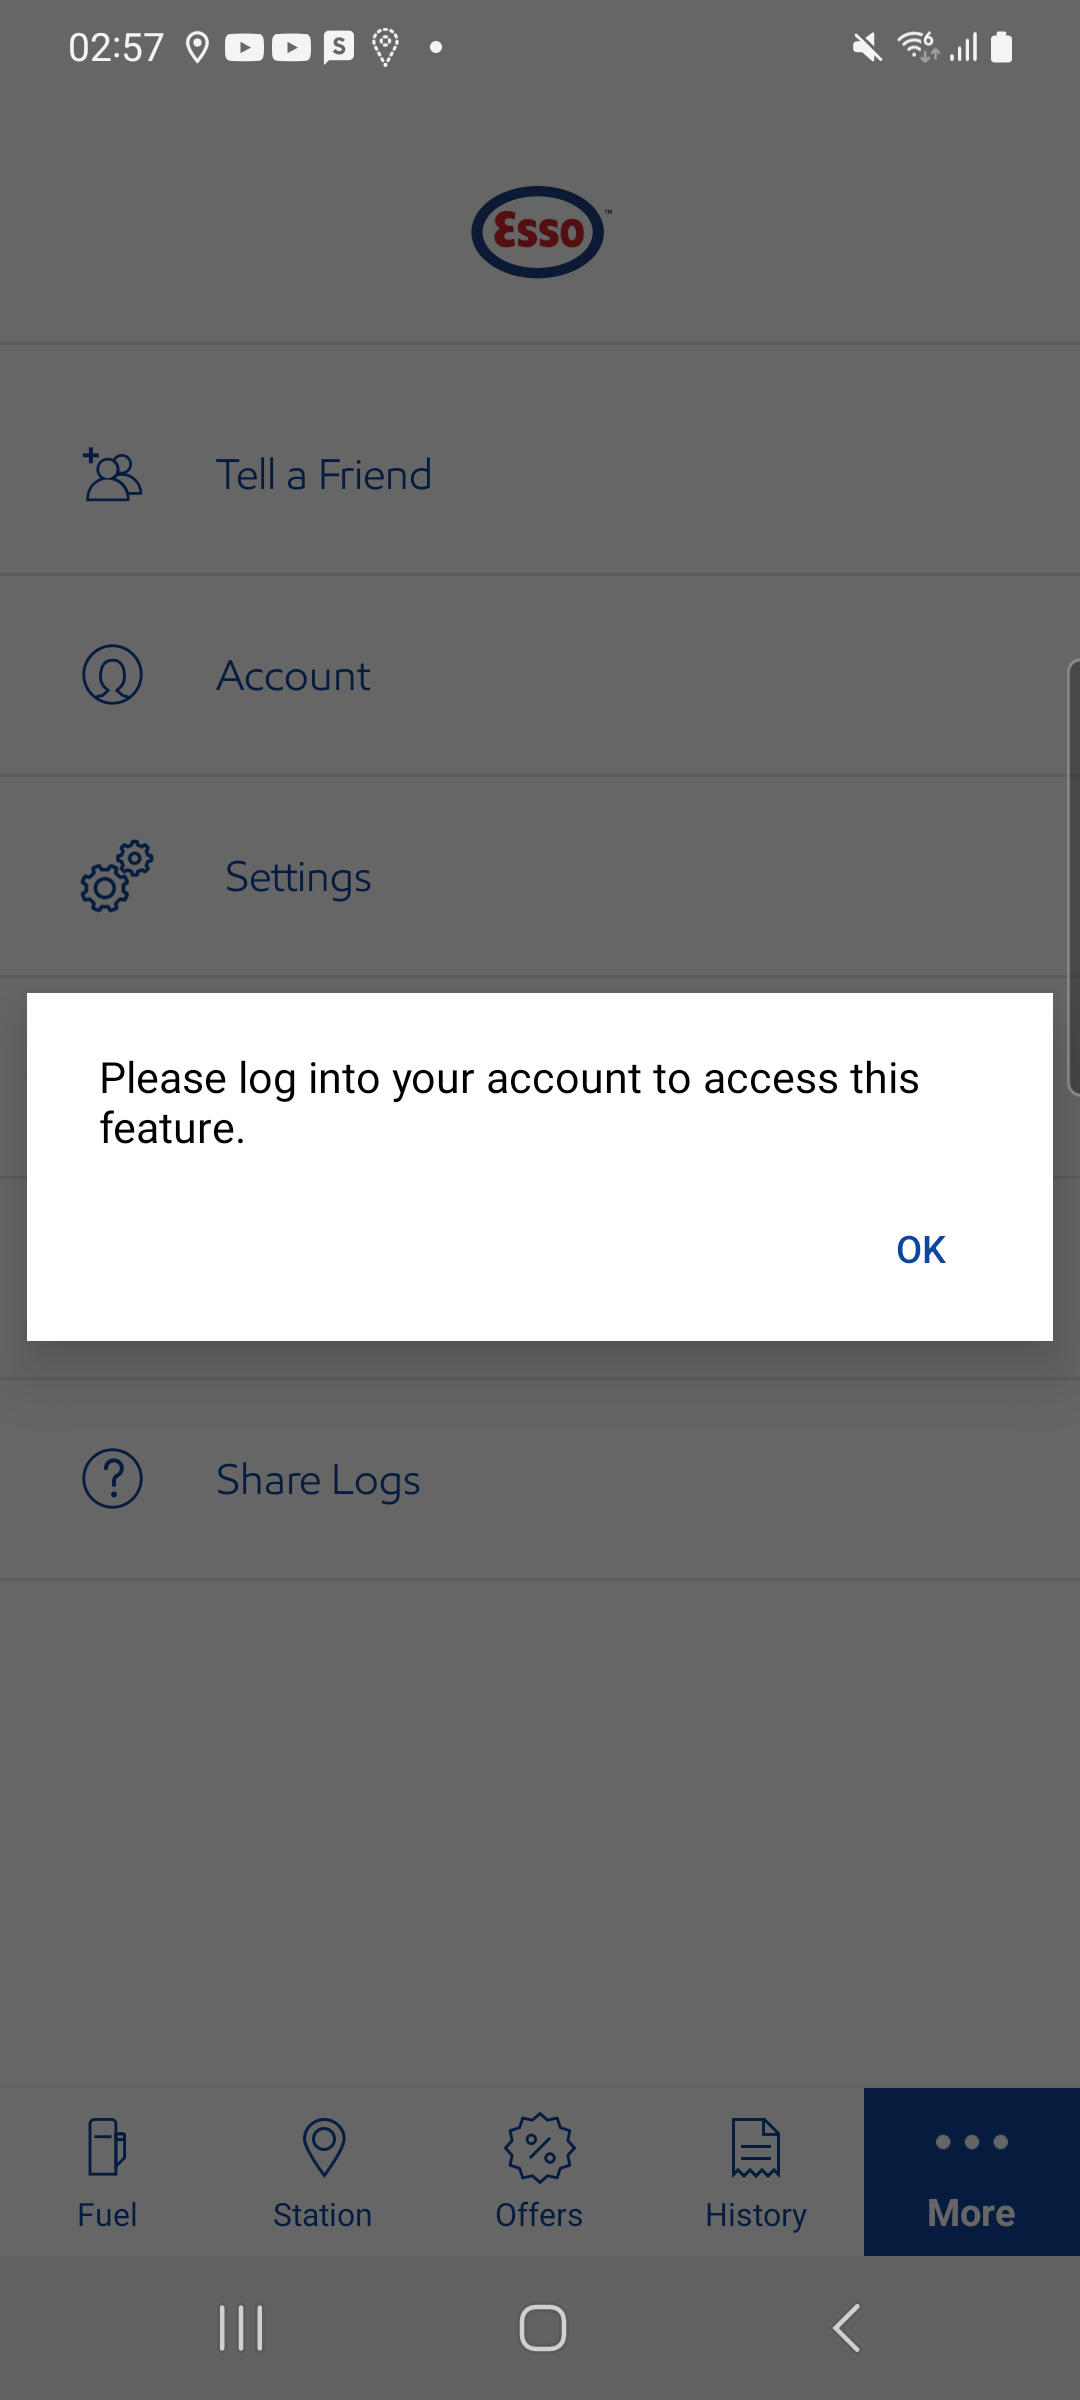 02:57
Esso
Tell a Friend
Account
Settings
Please log into your account to access this
feature.
OK
Share Logs
Fuel
Station
Offers
History
More